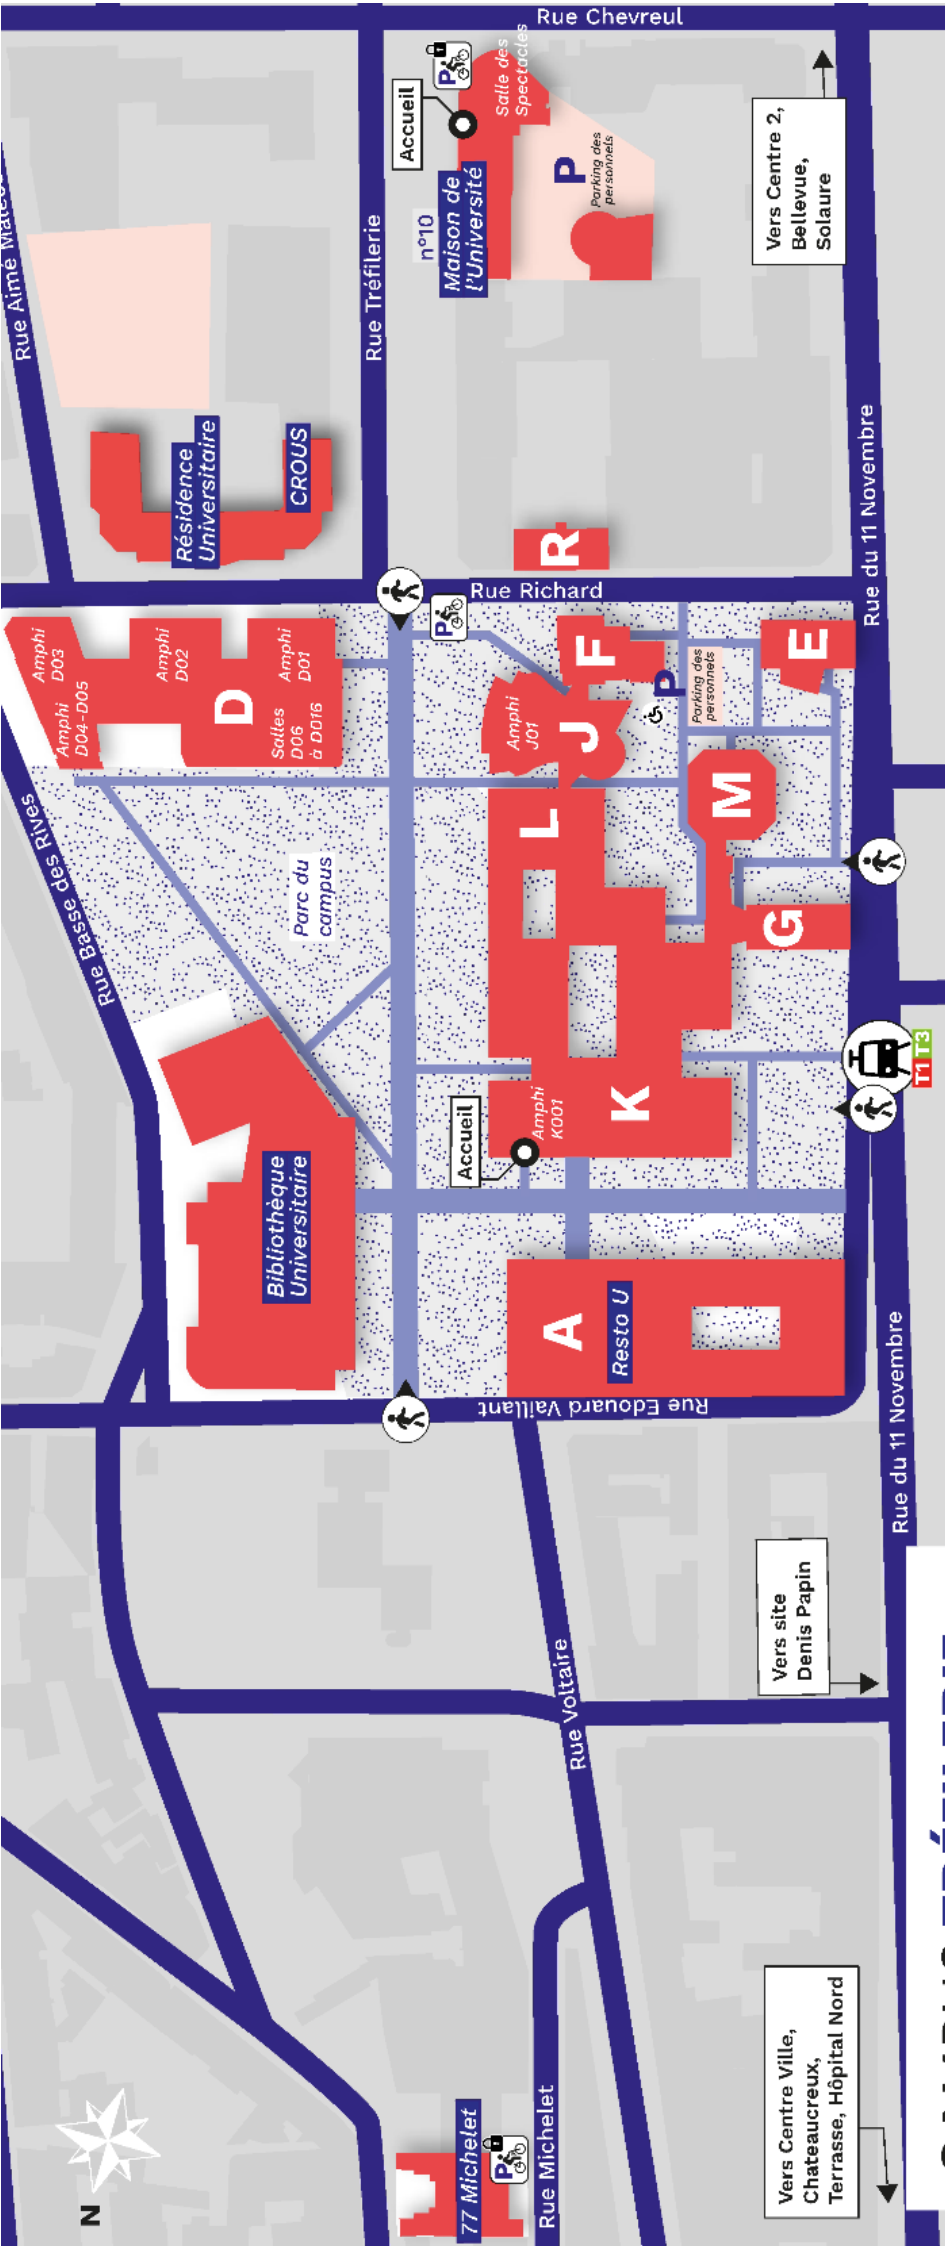 Rue Chevreul
Rue Aimé
Rue Tréfilerie
Accueil
Salle des
Spectacles
n°10
Maison de
l'Université
P
Parking des
personnels
P
Vers Centre 2,
Bellevue,
Solaure
Résidence
Universitaire
CROUS
R
Rue Richard
Rue du 11 Novembre
Amphi
D03
Amphi
D04-D05
Amphi
D02
Amphi
D01
D
Salles
D06
à D016
P
F
E
Amphi
J01
J
P
Parking des
personnels
L
M
G
Rue Basse des Rives
Parc du
campus
T1 T3
Bibliothèque
Universitaire
Accueil
Amphi
K001
K
A
Resto U
Rue Edouard Vaillant
Rue du 11 Novembre
Vers site
Denis Papin
Rue Voltaire
Vers Centre Ville,
Chateaucreux,
Terrasse, Hôpital Nord
N
77 Michelet
P
Rue Michelet